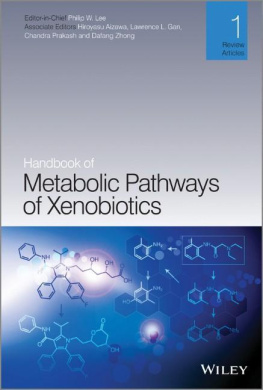 Editor-in-Chief Philip W. Lee
Associate Editors Hiroyasu Aizawa, Lawrence L. Gan,
Chandra Prakash and Dafang Zhong
1
Review
Articles
Handbook of
Metabolic Pathways
of Xenobiotics
WILEY